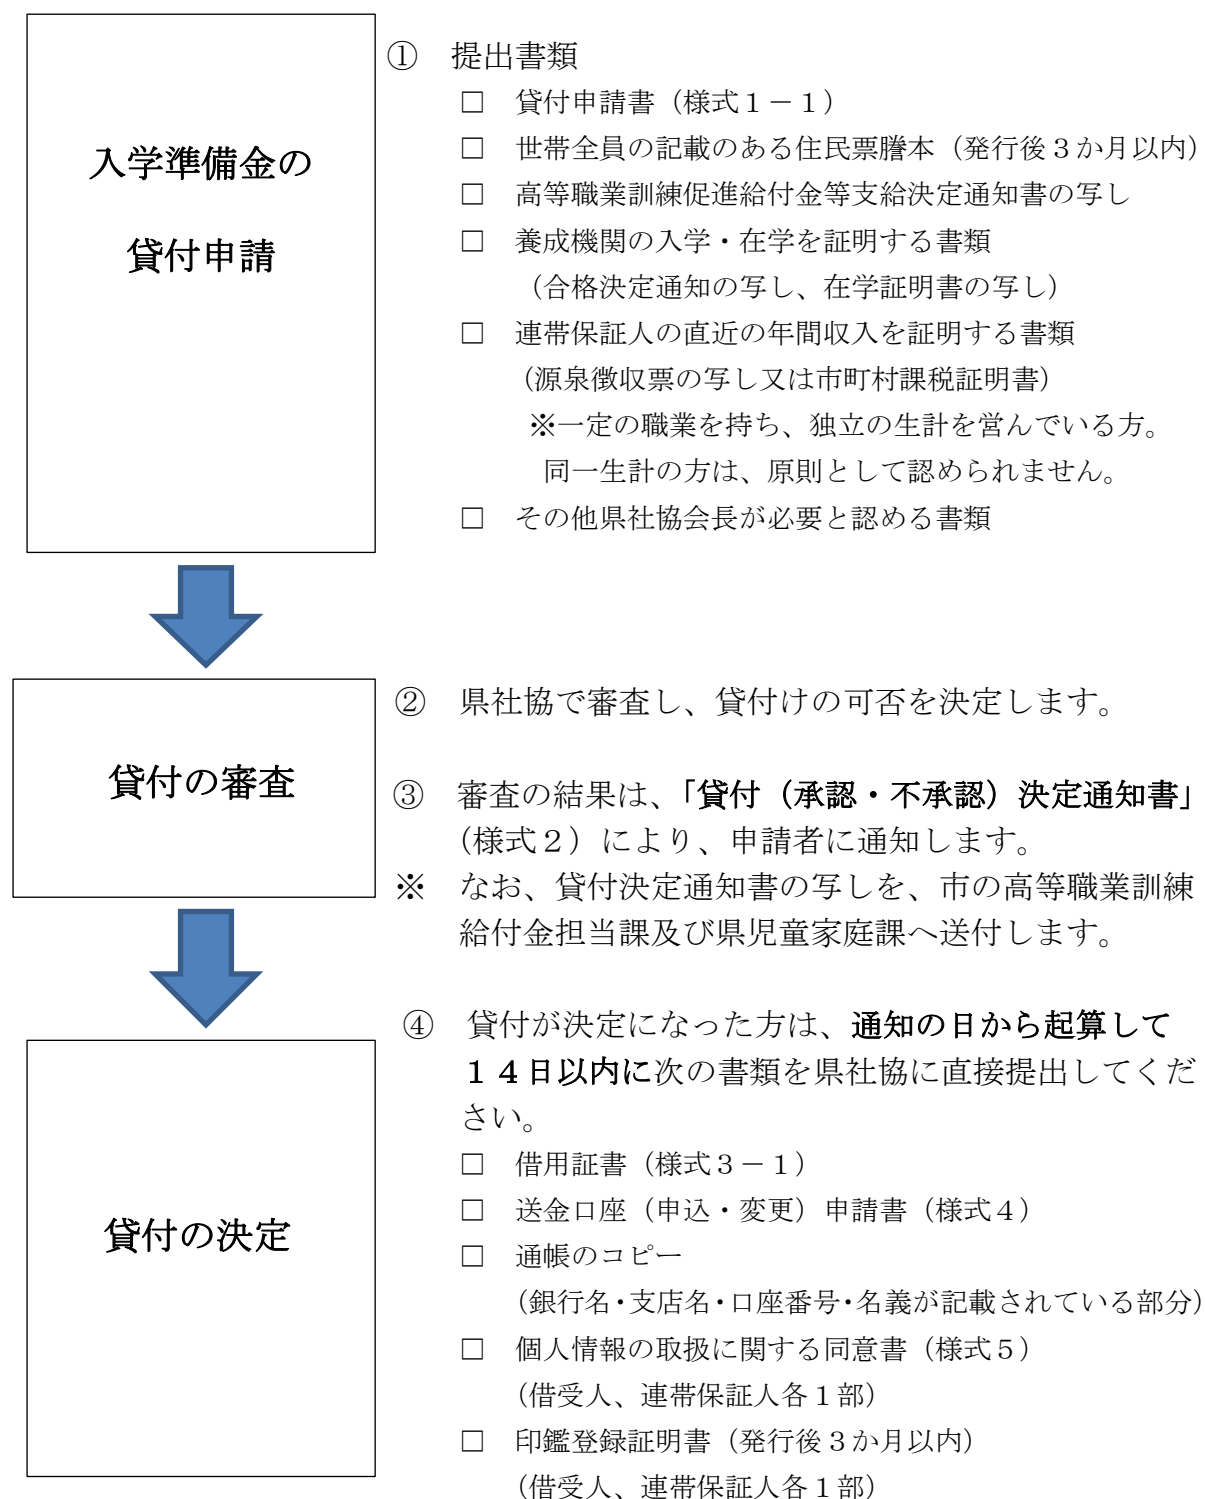 入学準備金の
貸付申請
① 提出書類
□ 貸付申請書（様式１－１）
□ 世帯全員の記載のある住民票謄本（発行後３か月以内）
□ 高等職業訓練促進給付金等支給決定通知書の写し
□ 養成機関の入学・在学を証明する書類
（合格決定通知の写し、在学証明書の写し）
□ 連帯保証人の直近の年間収入を証明する書類
（源泉徴収票の写し又は市町村課税証明書）
※一定の職業を持ち、独立の生計を営んでいる方。
同一生計の方は、原則として認められません。
□ その他県社協会長が必要と認める書類
貸付の審査
② 県社協で審査し、貸付けの可否を決定します。
③ 審査の結果は、「貸付（承認・不承認）決定通知書」
（様式２）により、申請者に通知します。
※ なお、貸付決定通知書の写しを、市の高等職業訓練
給付金担当課及び県児童家庭課へ送付します。
貸付の決定
④ 貸付が決定になった方は、通知の日から起算して
１４日以内に次の書類を県社協に直接提出してくだ
さい。
□ 借用証書（様式３－１）
□ 送金口座（申込・変更）申請書（様式４）
□ 通帳のコピー
（銀行名・支店名・口座番号・名義が記載されている部分）
□ 個人情報の取扱に関する同意書（様式５）
（借受人、連帯保証人各１部）
□ 印鑑登録証明書（発行後３か月以内）
（借受人、連帯保証人各１部）